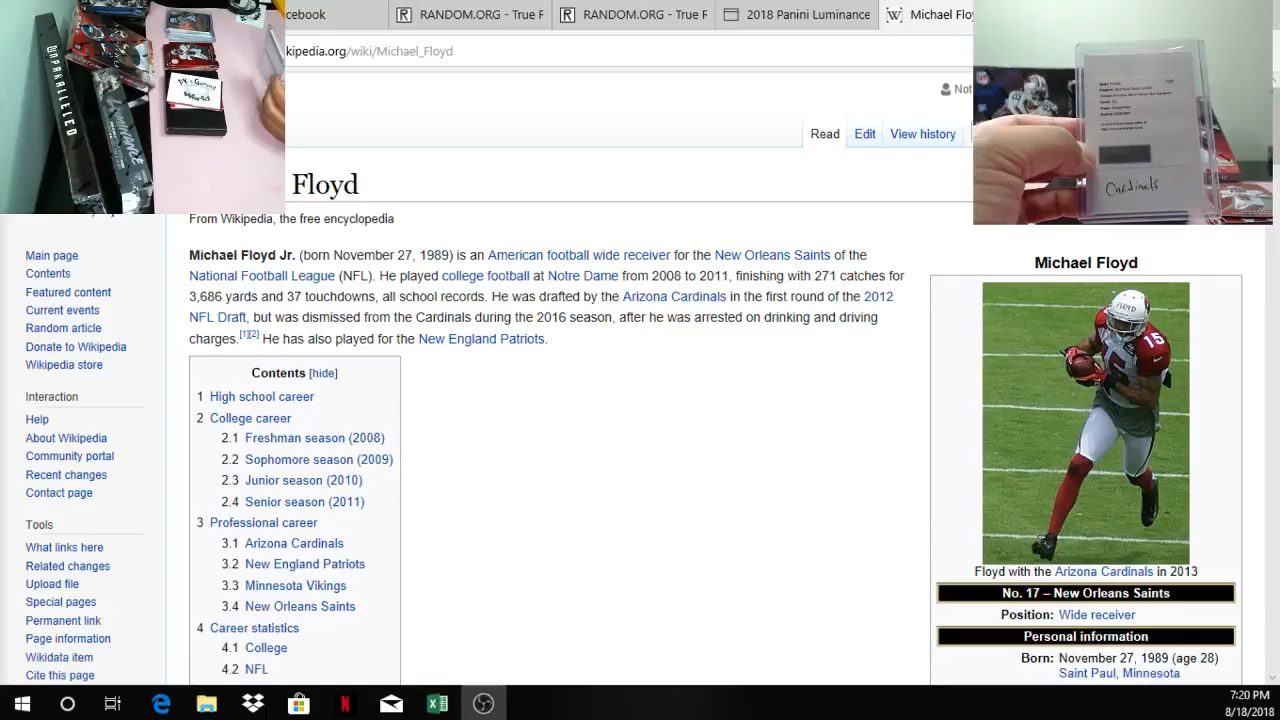 cebook
RANDOM.ORG - True F
RANDOM.ORG - True F
2018 Panini Luminance
Michael Floy
kipedia.org/wiki/Michael_Floyd
UNPARALLELED
LUMINANCE
Cardinals
Not
Read
Edit
View history
Floyd
From Wikipedia, the free encyclopedia
Main page
Contents
Featured content
Current events
Random article
Donate to Wikipedia
Wikipedia store
Interaction
Help
About Wikipedia
Community portal
Recent changes
Contact page
Tools
What links here
Related changes
Upload file
Special pages
Permanent link
Page information
Wikidata item
Cite this page
Michael Floyd Jr. (born November 27, 1989) is an American football wide receiver for the New Orleans Saints of the
National Football League (NFL). He played college football at Notre Dame from 2008 to 2011, finishing with 271 catches for
3,686 yards and 37 touchdowns, all school records. He was drafted by the Arizona Cardinals in the first round of the 2012
NFL Draft, but was dismissed from the Cardinals during the 2016 season, after he was arrested on drinking and driving
charges.[1][2] He has also played for the New England Patriots.
Contents [hide]
1 High school career
2 College career
2.1 Freshman season (2008)
2.2 Sophomore season (2009)
2.3 Junior season (2010)
2.4 Senior season (2011)
3 Professional career
3.1 Arizona Cardinals
3.2 New England Patriots
3.3 Minnesota Vikings
3.4 New Orleans Saints
4 Career statistics
4.1 College
4.2 NFL
Michael Floyd
FLOYD
15
Floyd with the Arizona Cardinals in 2013
No. 17 – New Orleans Saints
Position: Wide receiver
Personal information
Born: November 27, 1989 (age 28)
Saint Paul, Minnesota
7:20 PM
8/18/2018